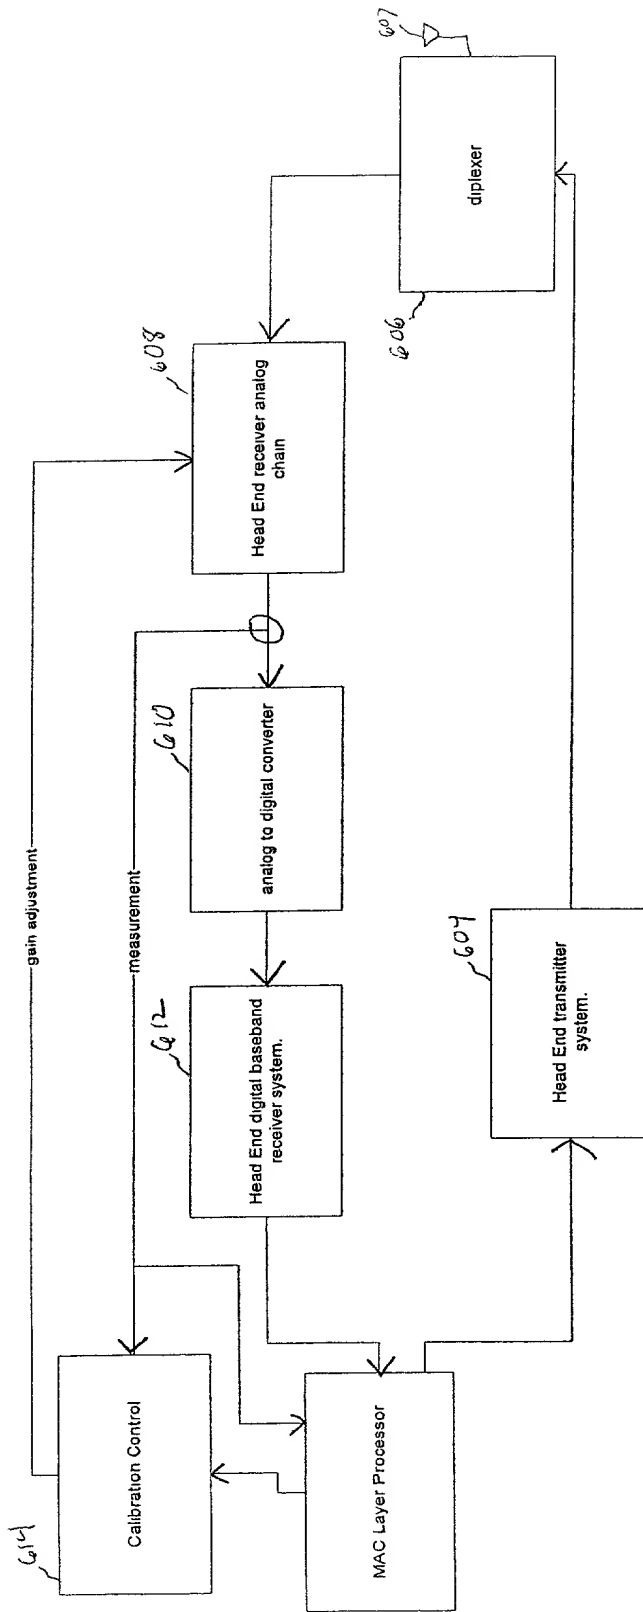 gain adjustment
measurement
614
Calibration Control
612
Head End digital baseband
receiver system.
610
analog to digital converter
608
Head End receiver analog
chain
607
606
diplexer
MAC Layer Processor
604
Head End transmitter
system.